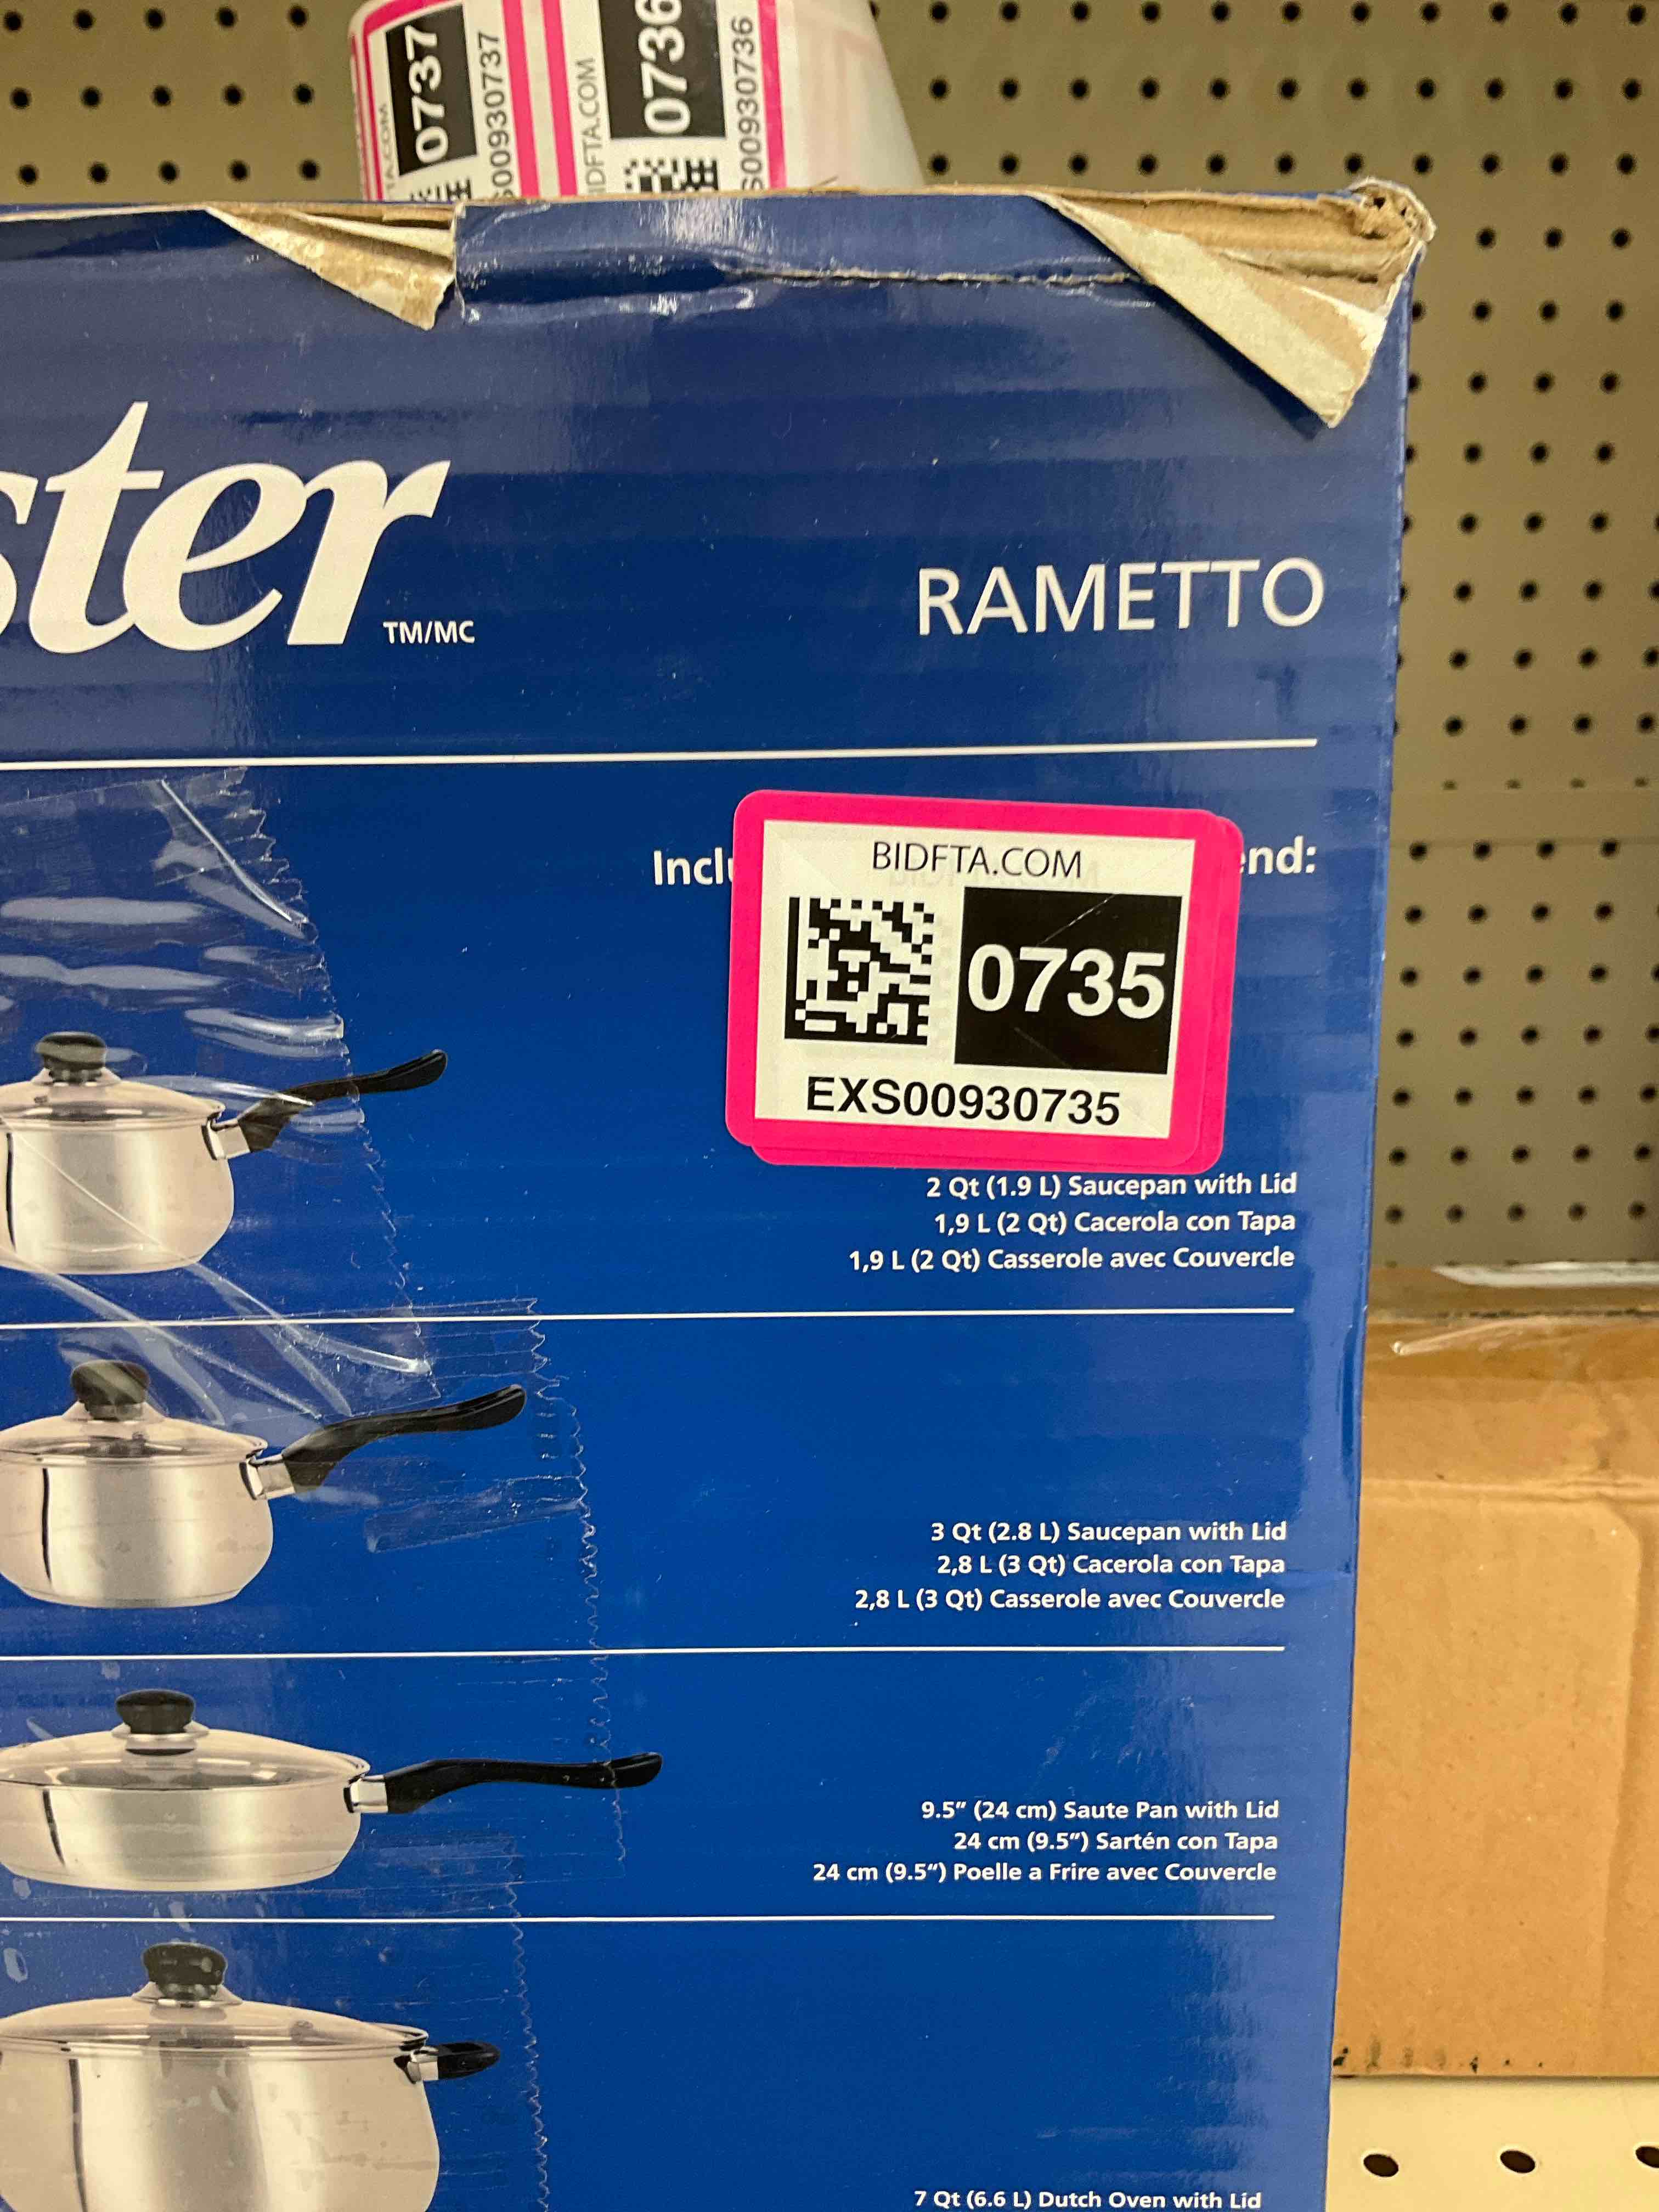 0737
S00930737
BIDFTA.COM
0736
S00930736
ster
TM/MC
RAMETTO
Inclu
end:
BIDFTA.COM
0735
EXS00930735
2 Qt (1.9 L) Saucepan with Lid
1,9 L (2 Qt) Cacerola con Tapa
1,9 L (2 Qt) Casserole avec Couvercle
3 Qt (2.8 L) Saucepan with Lid
2,8 L (3 Qt) Cacerola con Tapa
2,8 L (3 Qt) Casserole avec Couvercle
9.5” (24 cm) Saute Pan with Lid
24 cm (9.5”) Sartén con Tapa
24 cm (9.5”) Poelle a Frire avec Couvercle
7 Qt (6.6 L) Dutch Oven with Lid